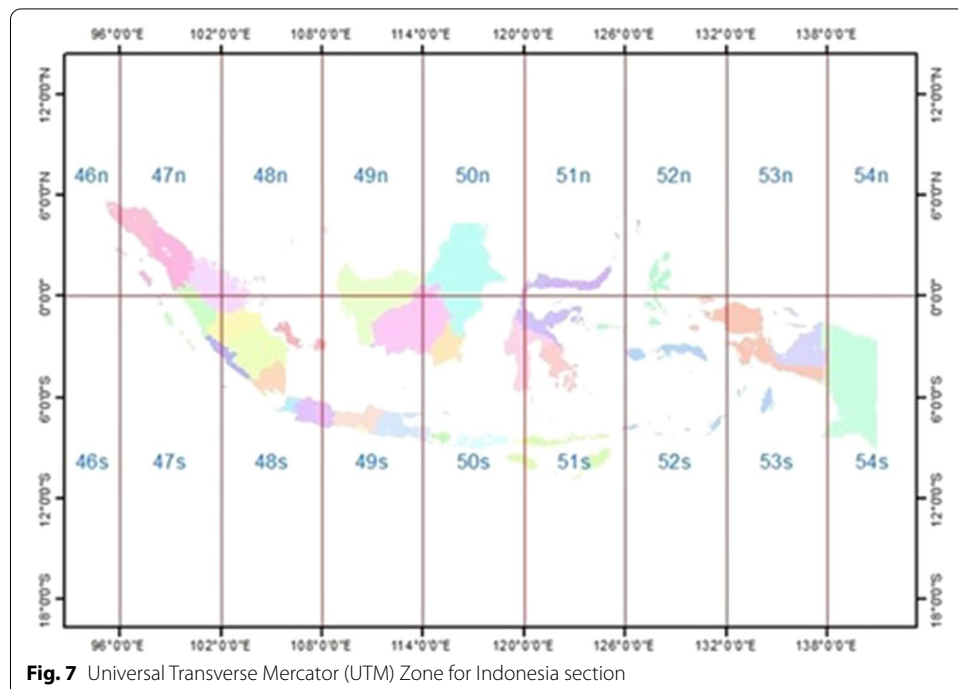 96°0'0"E 102°0'0"E 108°0'0"E 114°0'0"E 120°0'0"E 126°0'0"E 132°0'0"E 138°0'0"E
12°0'0"N 12°0'0"N
46n 47n 48n 49n 50n 51n 52n 53n 54n
6°0'0"N 6°0'0"N
0°0'0" 0°0'0"
6°0'0"S 6°0'0"S
46s 47s 48s 49s 50s 51s 52s 53s 54s
12°0'0"S 12°0'0"S
18°0'0"S 18°0'0"S
96°0'0"E 102°0'0"E 108°0'0"E 114°0'0"E 120°0'0"E 126°0'0"E 132°0'0"E 138°0'0"E
Fig. 7 Universal Transverse Mercator (UTM) Zone for Indonesia section